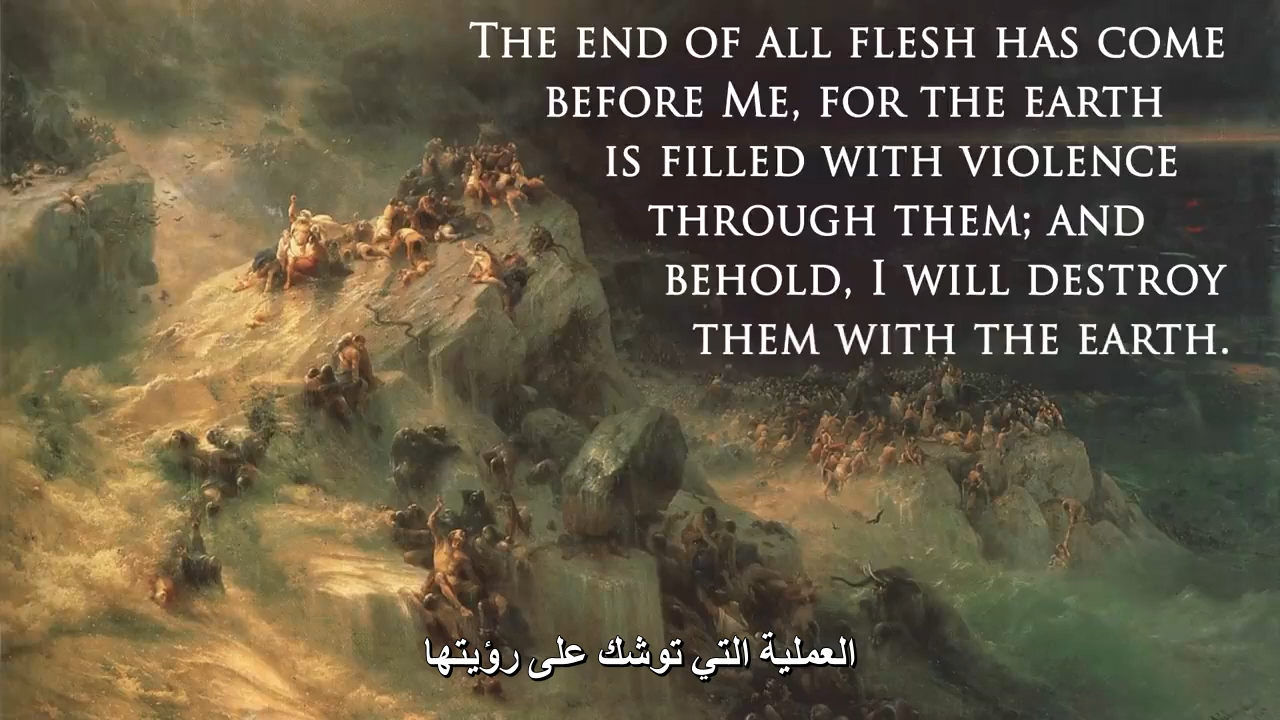 THE END OF ALL FLESH HAS COME
BEFORE ME, FOR THE EARTH
IS FILLED WITH VIOLENCE
THROUGH THEM; AND
BEHOLD, I WILL DESTROY
THEM WITH THE EARTH.
العملية التي توشك على رؤيتها